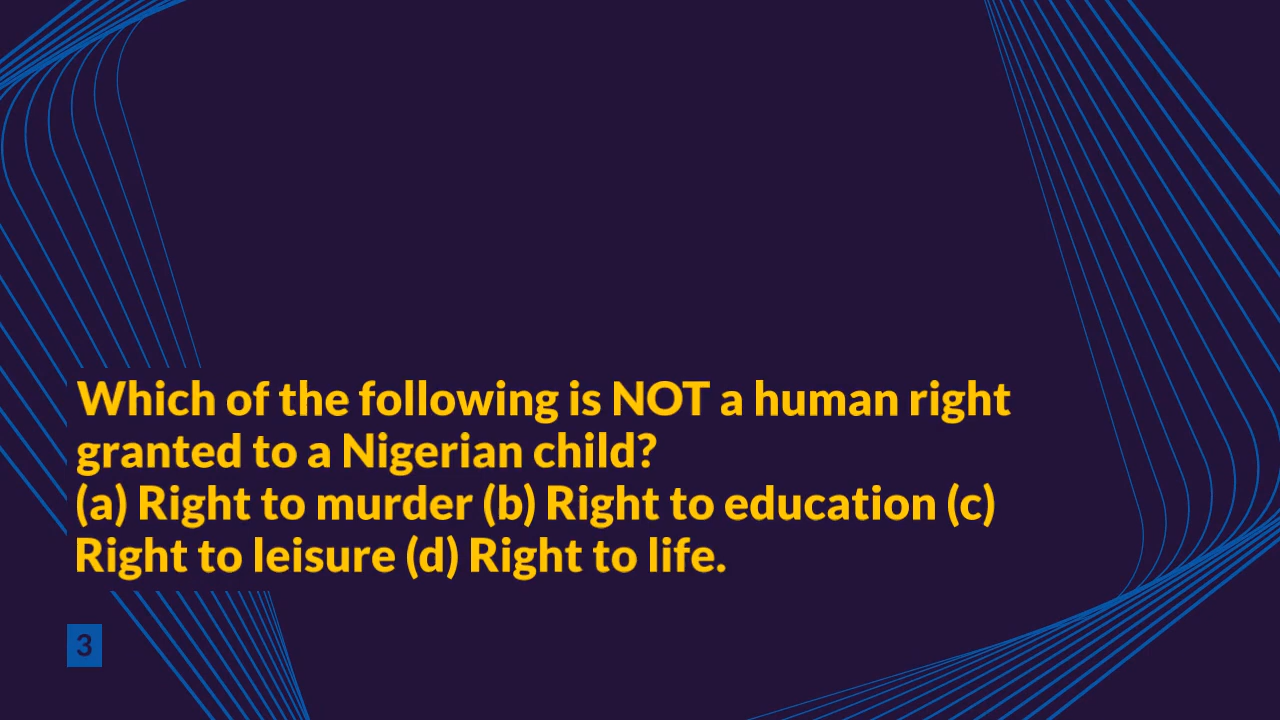 Which of the following is NOT a human right
granted to a Nigerian child?
(a) Right to murder (b) Right to education (c)
Right to leisure (d) Right to life.
3